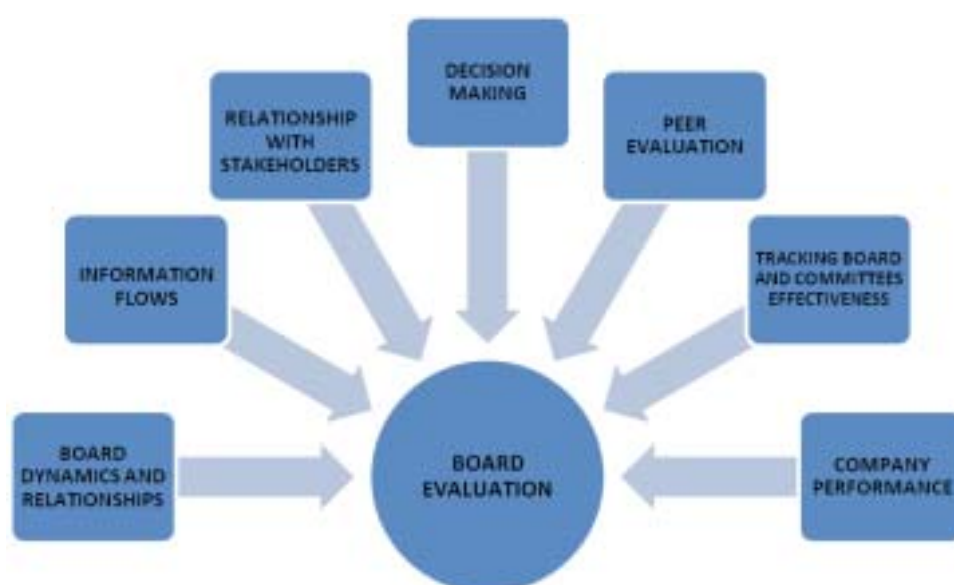 DECISION
MAKING
RELATIONSHIP
WITH
STAKEHOLDERS
PEER
EVALUATION
INFORMATION
FLOWS
TRACKING BOARD
AND COMMITTEES
EFFECTIVENESS
BOARD
DYNAMICS AND
RELATIONSHIPS
BOARD
EVALUATION
COMPANY
PERFORMANCE